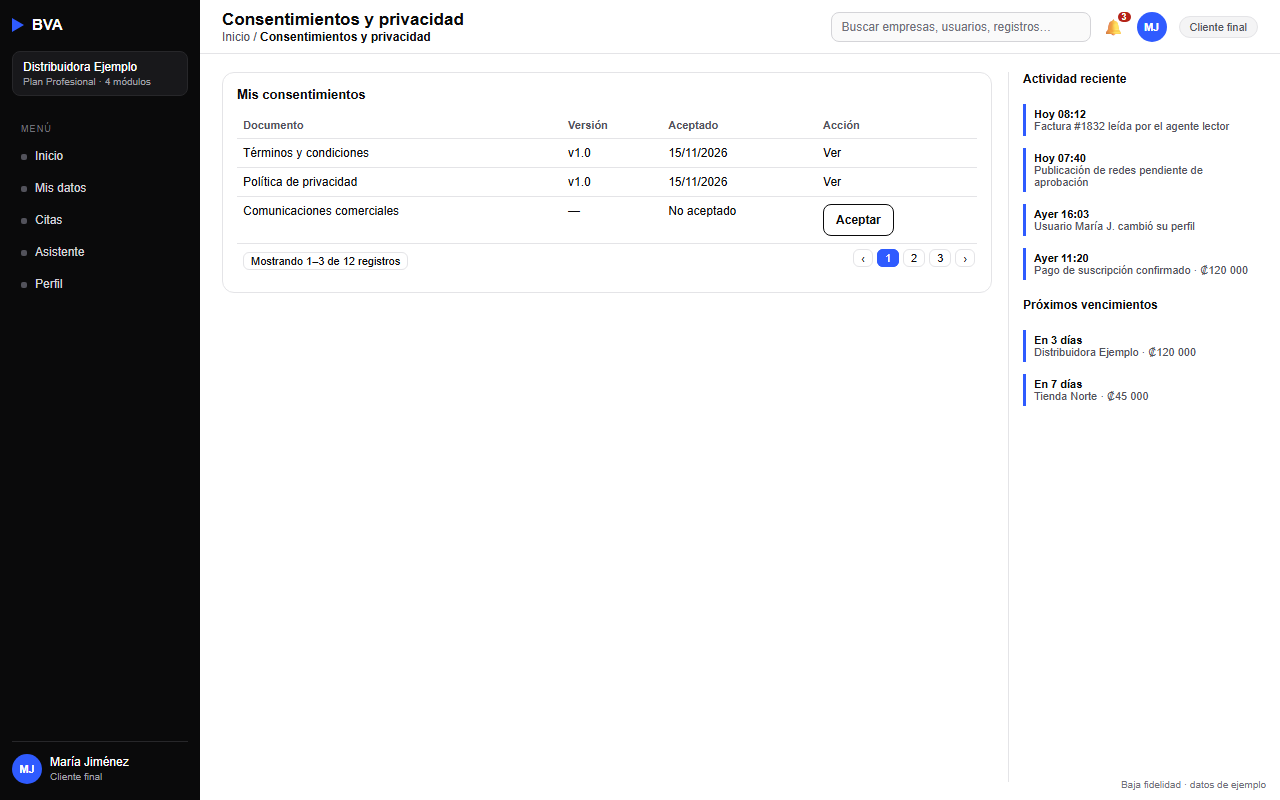 BVA
Distribuidora Ejemplo
Plan Profesional · 4 módulos
MENÚ
Inicio
Mis datos
Citas
Asistente
Perfil
María Jiménez
MJ
Cliente final
Consentimientos y privacidad
Inicio / Consentimientos y privacidad
Buscar empresas, usuarios, registros…
3
MJ
Cliente final
Mis consentimientos
Documento Versión Aceptado Acción
Términos y condiciones v1.0 15/11/2026 Ver
Política de privacidad v1.0 15/11/2026 Ver
Comunicaciones comerciales — No aceptado Aceptar
Mostrando 1–3 de 12 registros ‹ 1 2 3 ›
Actividad reciente
Hoy 08:12
Factura #1832 leída por el agente lector
Hoy 07:40
Publicación de redes pendiente de
aprobación
Ayer 16:03
Usuario María J. cambió su perfil
Ayer 11:20
Pago de suscripción confirmado · ₡120 000
Próximos vencimientos
En 3 días
Distribuidora Ejemplo · ₡120 000
En 7 días
Tienda Norte · ₡45 000
Baja fidelidad · datos de ejemplo